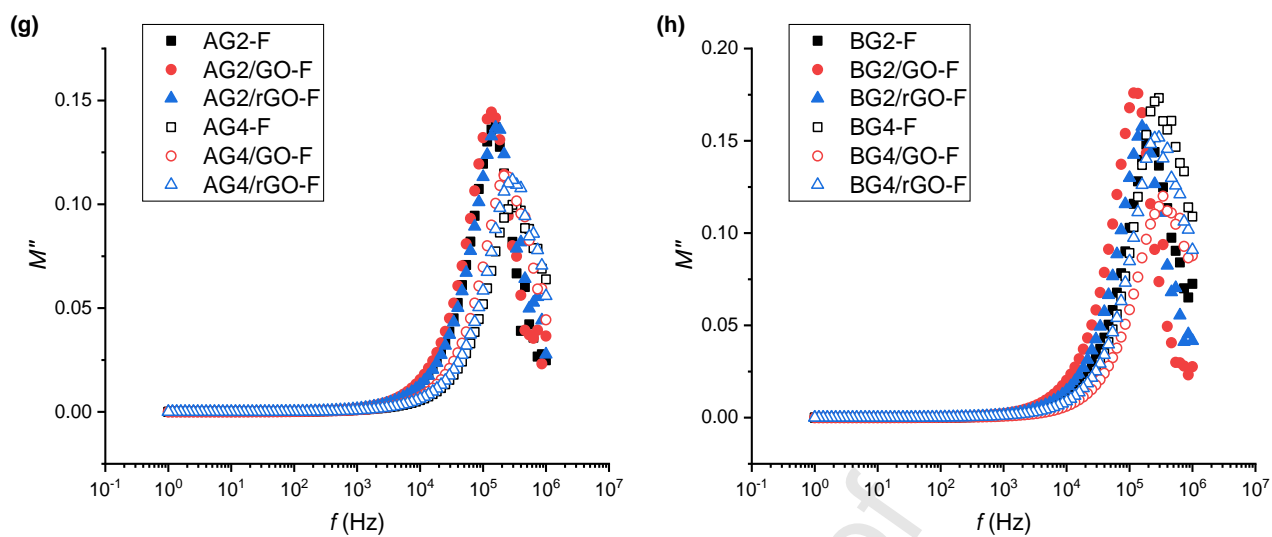 (g)
AG2-F
AG2/GO-F
AG2/rGO-F
AG4-F
AG4/GO-F
AG4/rGO-F
0.15
0.10
0.05
0.00
M"
10-1 100 101 102 103 104 105 106 107
f (Hz)
(h)
BG2-F
BG2/GO-F
BG2/rGO-F
BG4-F
BG4/GO-F
BG4/rGO-F
0.20
0.15
0.10
0.05
0.00
M"
10-1 100 101 102 103 104 105 106 107
f (Hz)